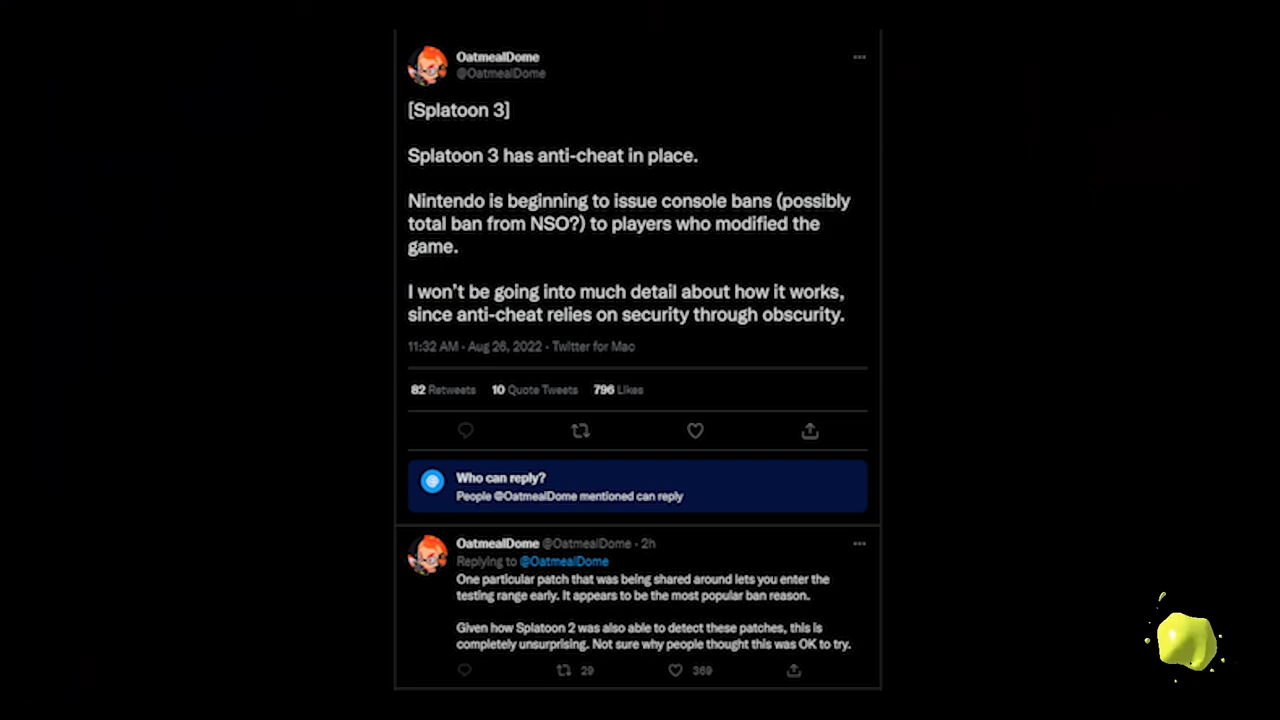 OatmealDome
@OatmealDome
[Splatoon 3]
Splatoon 3 has anti-cheat in place.
Nintendo is beginning to issue console bans (possibly
total ban from NSO?) to players who modified the
game.
I won't be going into much detail about how it works,
since anti-cheat relies on security through obscurity.
11:32 AM · Aug 26, 2022 · Twitter for Mac
82 Retweets 10 Quote Tweets 796 Likes
Who can reply?
People @OatmealDome mentioned can reply
OatmealDome @OatmealDome · 2h
Replying to @OatmealDome
One particular patch that was being shared around lets you enter the
testing range early. It appears to be the most popular ban reason.
Given how Splatoon 2 was also able to detect these patches, this is
completely unsurprising. Not sure why people thought this was OK to try.
29 369